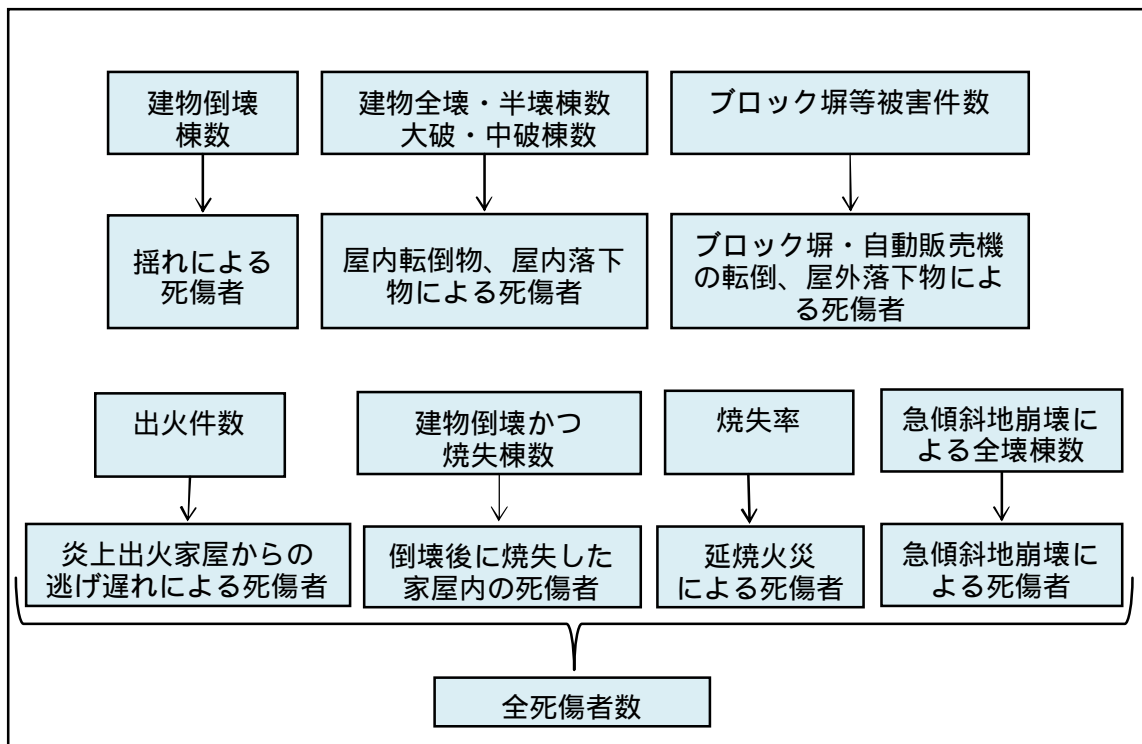 建物倒壊
棟数
建物全壊・半壊棟数
大破・中破棟数
ブロック塀等被害件数
揺れによる
死傷者
屋内転倒物、屋内落下
物による死傷者
ブロック塀・自動販売機
の転倒、屋外落下物によ
る死傷者
出火件数
建物倒壊かつ
焼失棟数
焼失率
急傾斜地崩壊に
よる全壊棟数
炎上出火家屋からの
逃げ遅れによる死傷者
倒壊後に焼失した
家屋内の死傷者
延焼火災
による死傷者
急傾斜地崩壊に
よる死傷者
全死傷者数